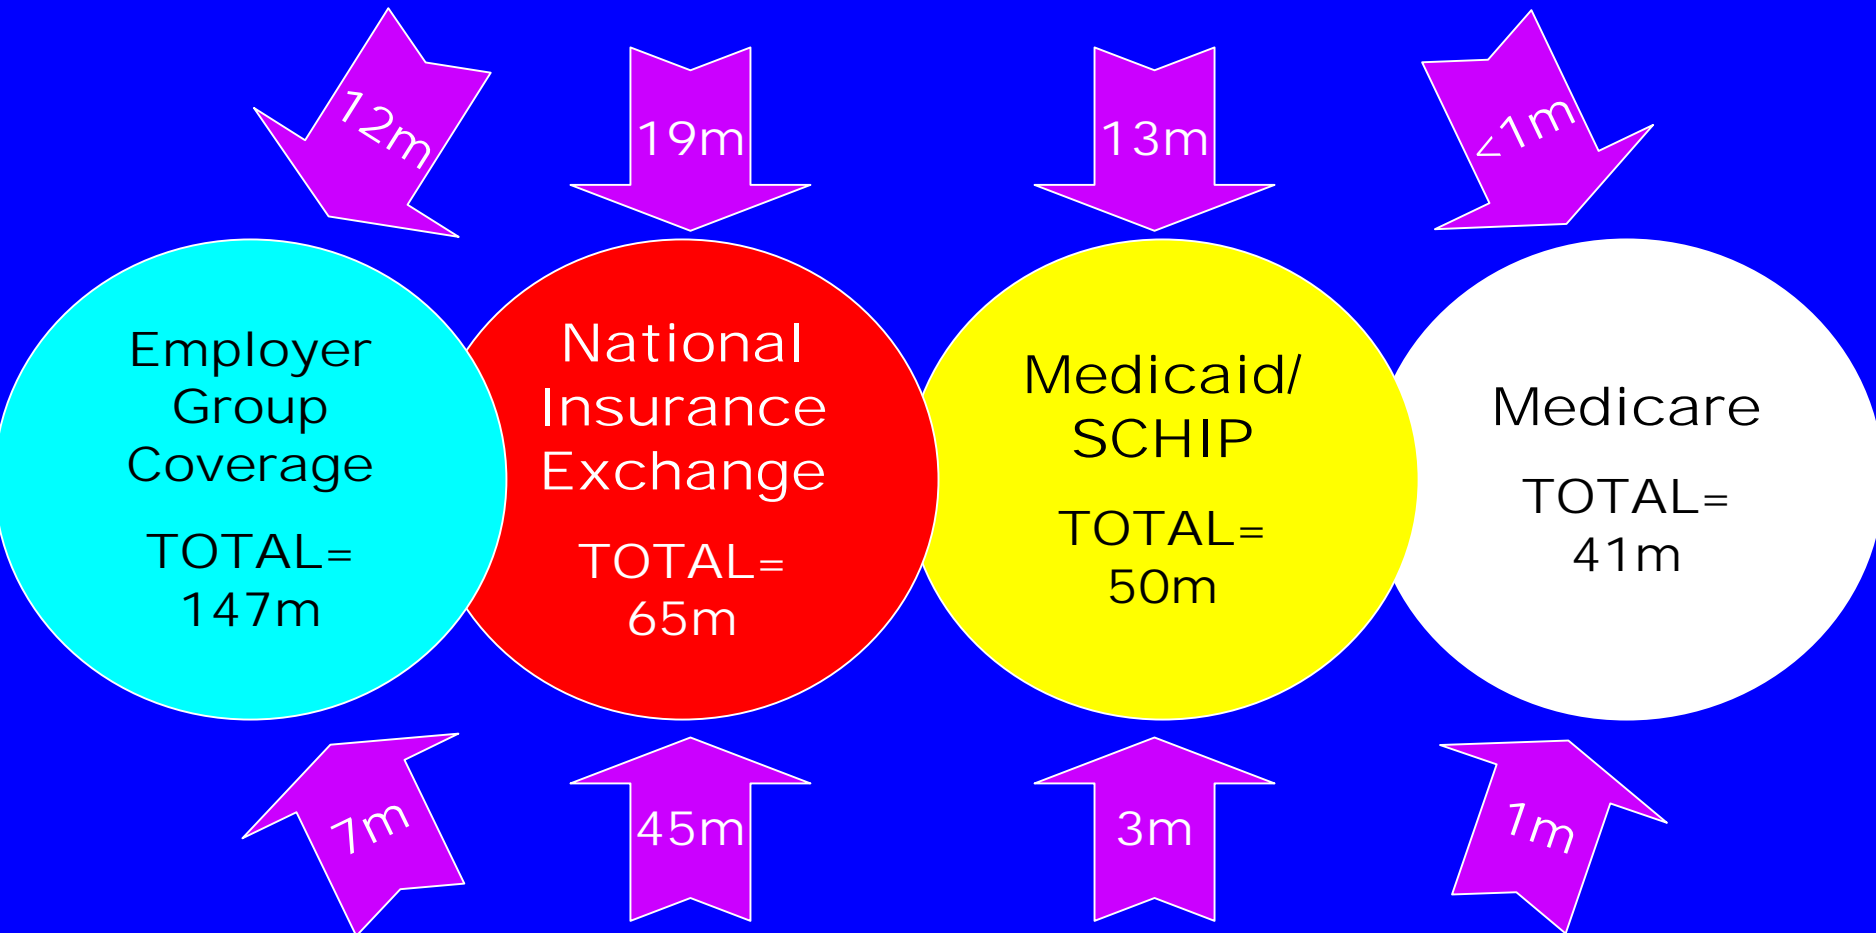 12m
19m
13m
<1m
Employer
Group
Coverage
TOTAL=
147m
National
Insurance
Exchange
TOTAL=
65m
Medicaid/
SCHIP
TOTAL=
50m
Medicare
TOTAL=
41m
7m
45m
3m
1m